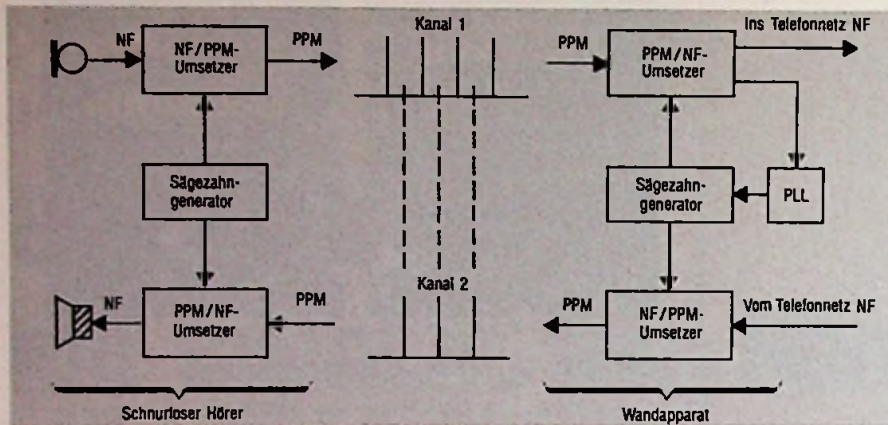 NF
NF/PPM-
Umsetzer
PPM
Sägezahn-
generator
NF
PPM/NF-
Umsetzer
PPM
Schnurloser Hörer
Kanal 1
Kanal 2
PPM
PPM/NF-
Umsetzer
Ins Telefonnetz NF
Sägezahn-
generator
PLL
PPM
NF/PPM-
Umsetzer
Vom Telefonnetz NF
Wandapparat